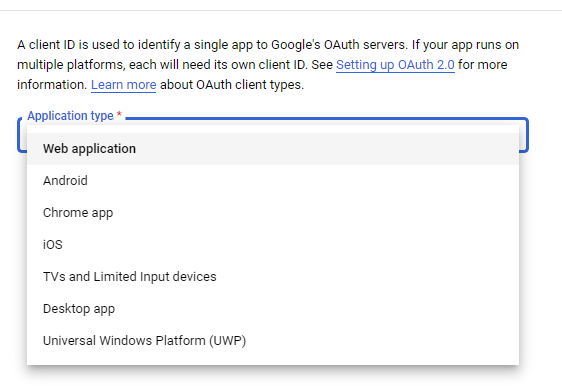 A client ID is used to identify a single app to Google's OAuth servers. If your app runs on
multiple platforms, each will need its own client ID. See Setting up OAuth 2.0 for more
information. Learn more about OAuth client types.
Application type *
Web application
Android
Chrome app
iOS
TVs and Limited Input devices
Desktop app
Universal Windows Platform (UWP)